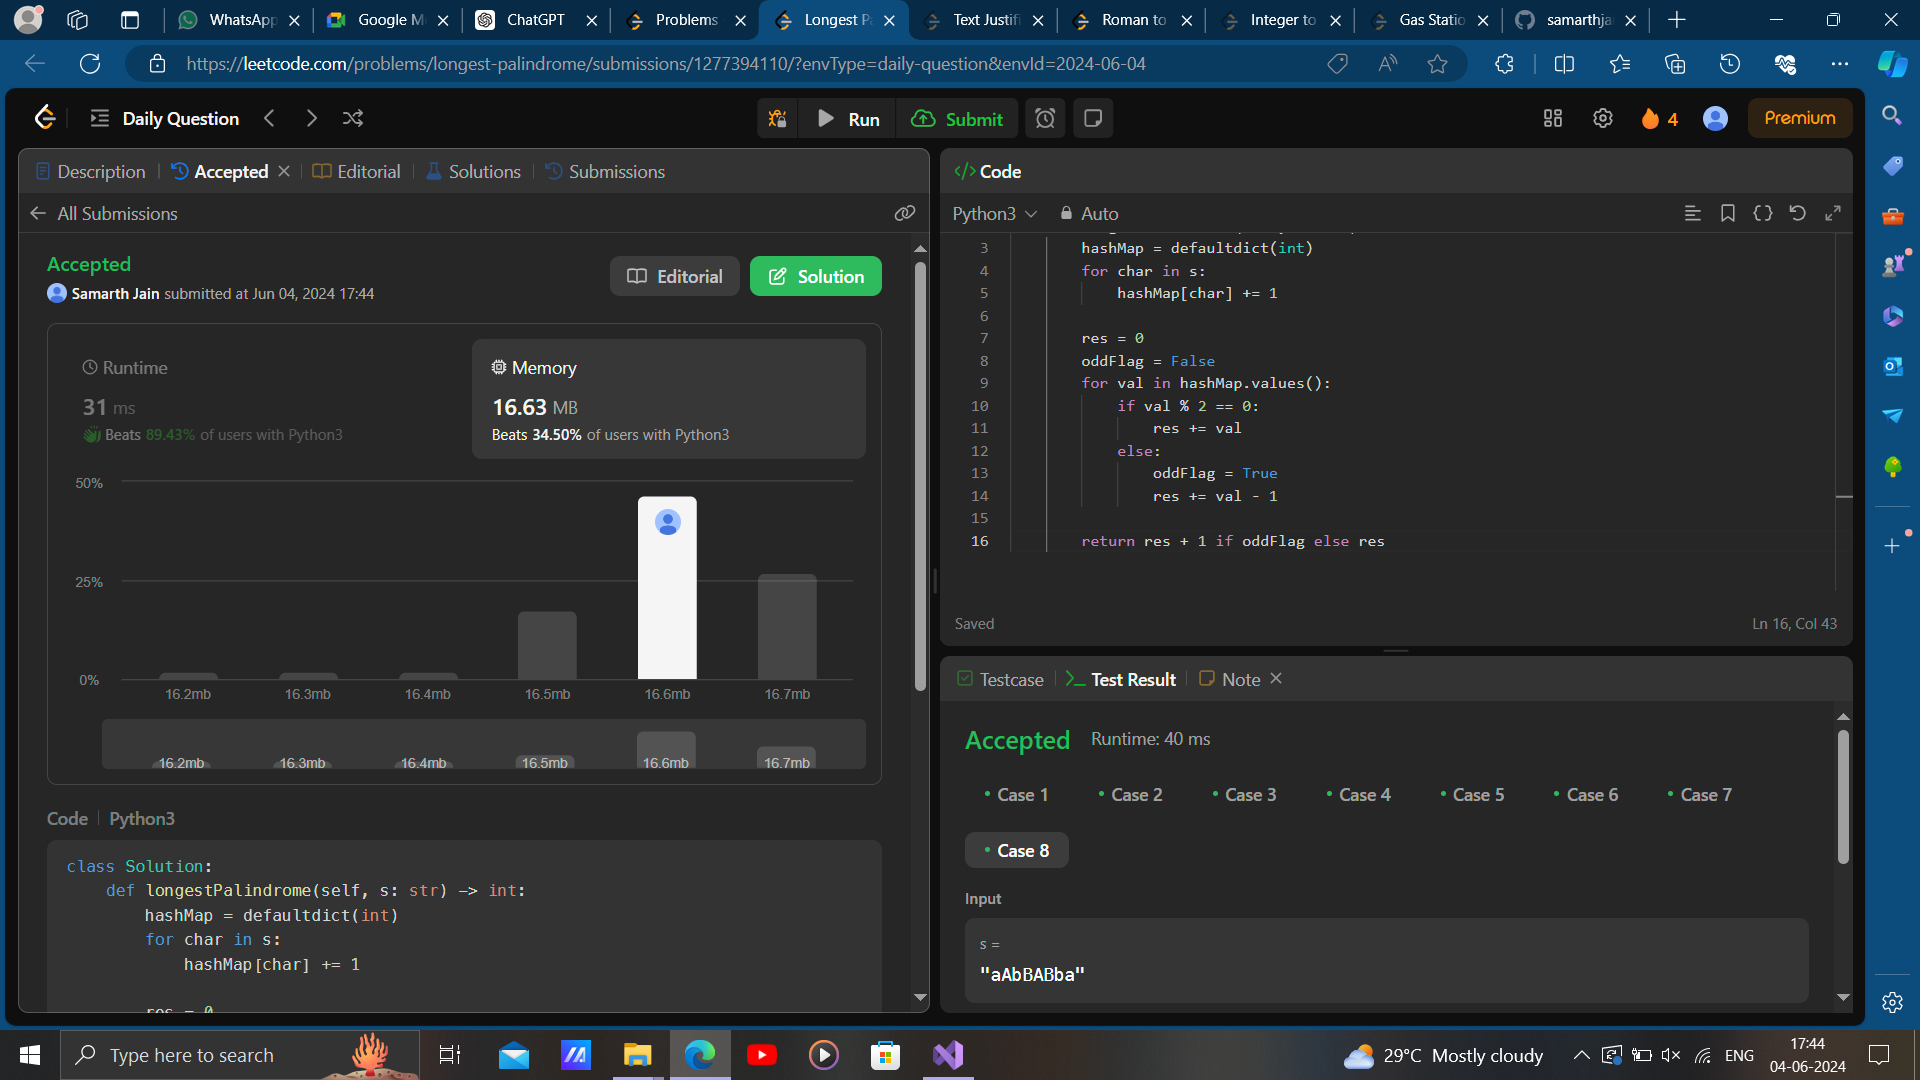 WhatsApp
Google M
ChatGPT
Problems
Longest Pa
Text Justifi
Roman to
Integer to
Gas Statio
samarthja
https://leetcode.com/problems/longest-palindrome/submissions/1277394110/?envType=daily-question&envId=2024-06-04
Daily Question
Run
Submit
4
Premium
Description
Accepted
Editorial
Solutions
Submissions
All Submissions
Accepted
Samarth Jain submitted at Jun 04, 2024 17:44
Editorial
Solution
Runtime
31 ms
Beats 89.43% of users with Python3
Memory
16.63 MB
Beats 34.50% of users with Python3
50%
25%
0%
16.2mb 16.3mb 16.4mb 16.5mb 16.6mb 16.7mb
16.2mb 16.3mb 16.4mb 16.5mb 16.6mb 16.7mb
Code Python3
class Solution:
def longestPalindrome(self, s: str) -> int:
hashMap = defaultdict(int)
for char in s:
hashMap[char] += 1
res = 0
</> Code
Python3
Auto
3 hashMap = defaultdict(int)
4 for char in s:
5 hashMap[char] += 1
6
7 res = 0
8 oddFlag = False
9 for val in hashMap.values():
10 if val % 2 == 0:
11 res += val
12 else:
13 oddFlag = True
14 res += val - 1
15
16 return res + 1 if oddFlag else res
Saved
Ln 16, Col 43
Testcase
Test Result
Note
Accepted Runtime: 40 ms
Case 1
Case 2
Case 3
Case 4
Case 5
Case 6
Case 7
Case 8
Input
s =
"aAbBABba"
Type here to search
29°C Mostly cloudy
ENG
17:44
04-06-2024